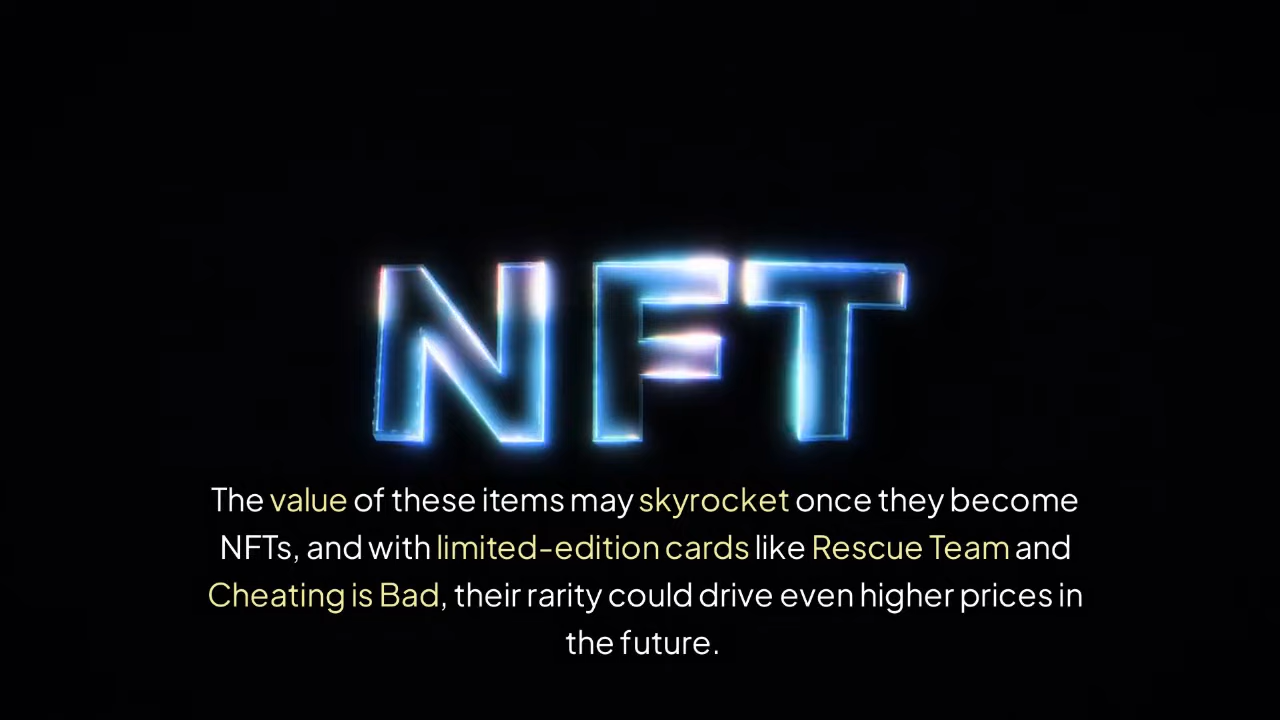 NFT
The value of these items may skyrocket once they become
NFTs, and with limited-edition cards like Rescue Team and
Cheating is Bad, their rarity could drive even higher prices in
the future.